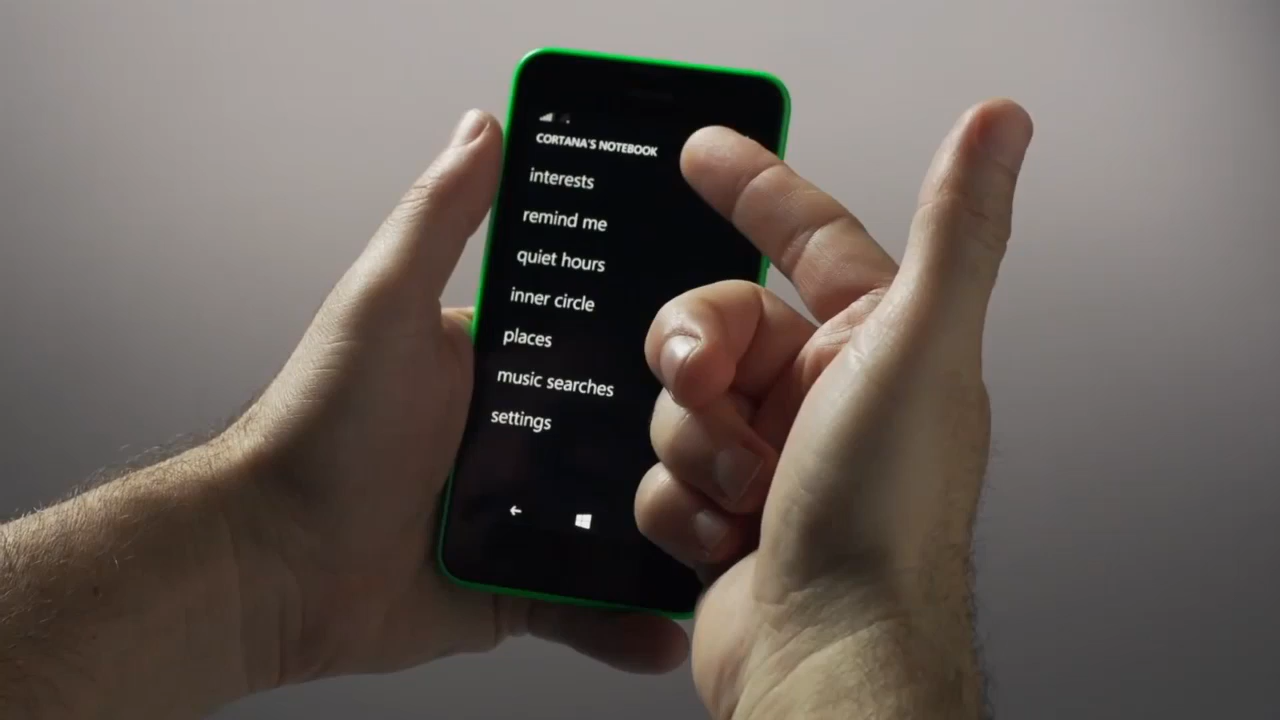 CORTANA'S NOTEBOOK
interests
remind me
quiet hours
inner circle
places
music searches
settings